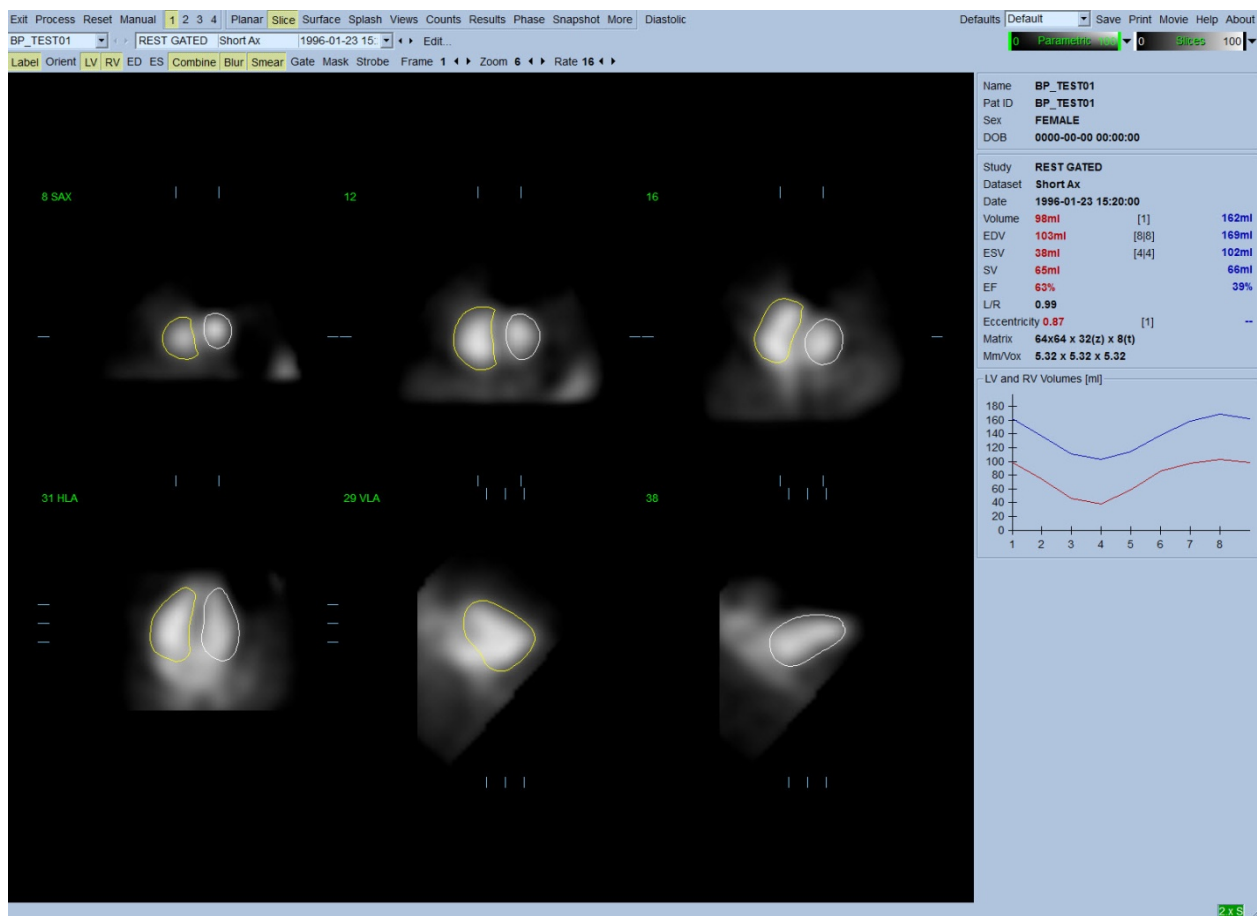 Exit Process Reset Manual 1 2 3 4 Planar Slice Surface Splash Views Counts Results Phase Snapshot More Diastolic Defaults Default Save Print Movie Help About
BP_TEST01 REST GATED Short Ax 1996-01-23 15: Edit... 0 Parametric 100 0 Slices 100
Label Orient LV RV ED ES Combine Blur Smear Gate Mask Strobe Frame 1 Zoom 6 Rate 16
8 SAX 12 16
31 HLA 29 VLA 38
Name BP_TEST01
Pat ID BP_TEST01
Sex FEMALE
DOB 0000-00-00 00:00:00
Study REST GATED
Dataset Short Ax
Date 1996-01-23 15:20:00
Volume 98ml [1] 162ml
EDV 103ml [8|8] 169ml
ESV 38ml [4|4] 102ml
SV 65ml 66ml
EF 63% 39%
L/R 0.99
Eccentricity 0.87 [1] --
Matrix 64x64 x 32(z) x 8(t)
Mm/Vox 5.32 x 5.32 x 5.32
LV and RV Volumes [ml]
180
160
140
120
100
80
60
40
20
0
1 2 3 4 5 6 7 8
2 x S